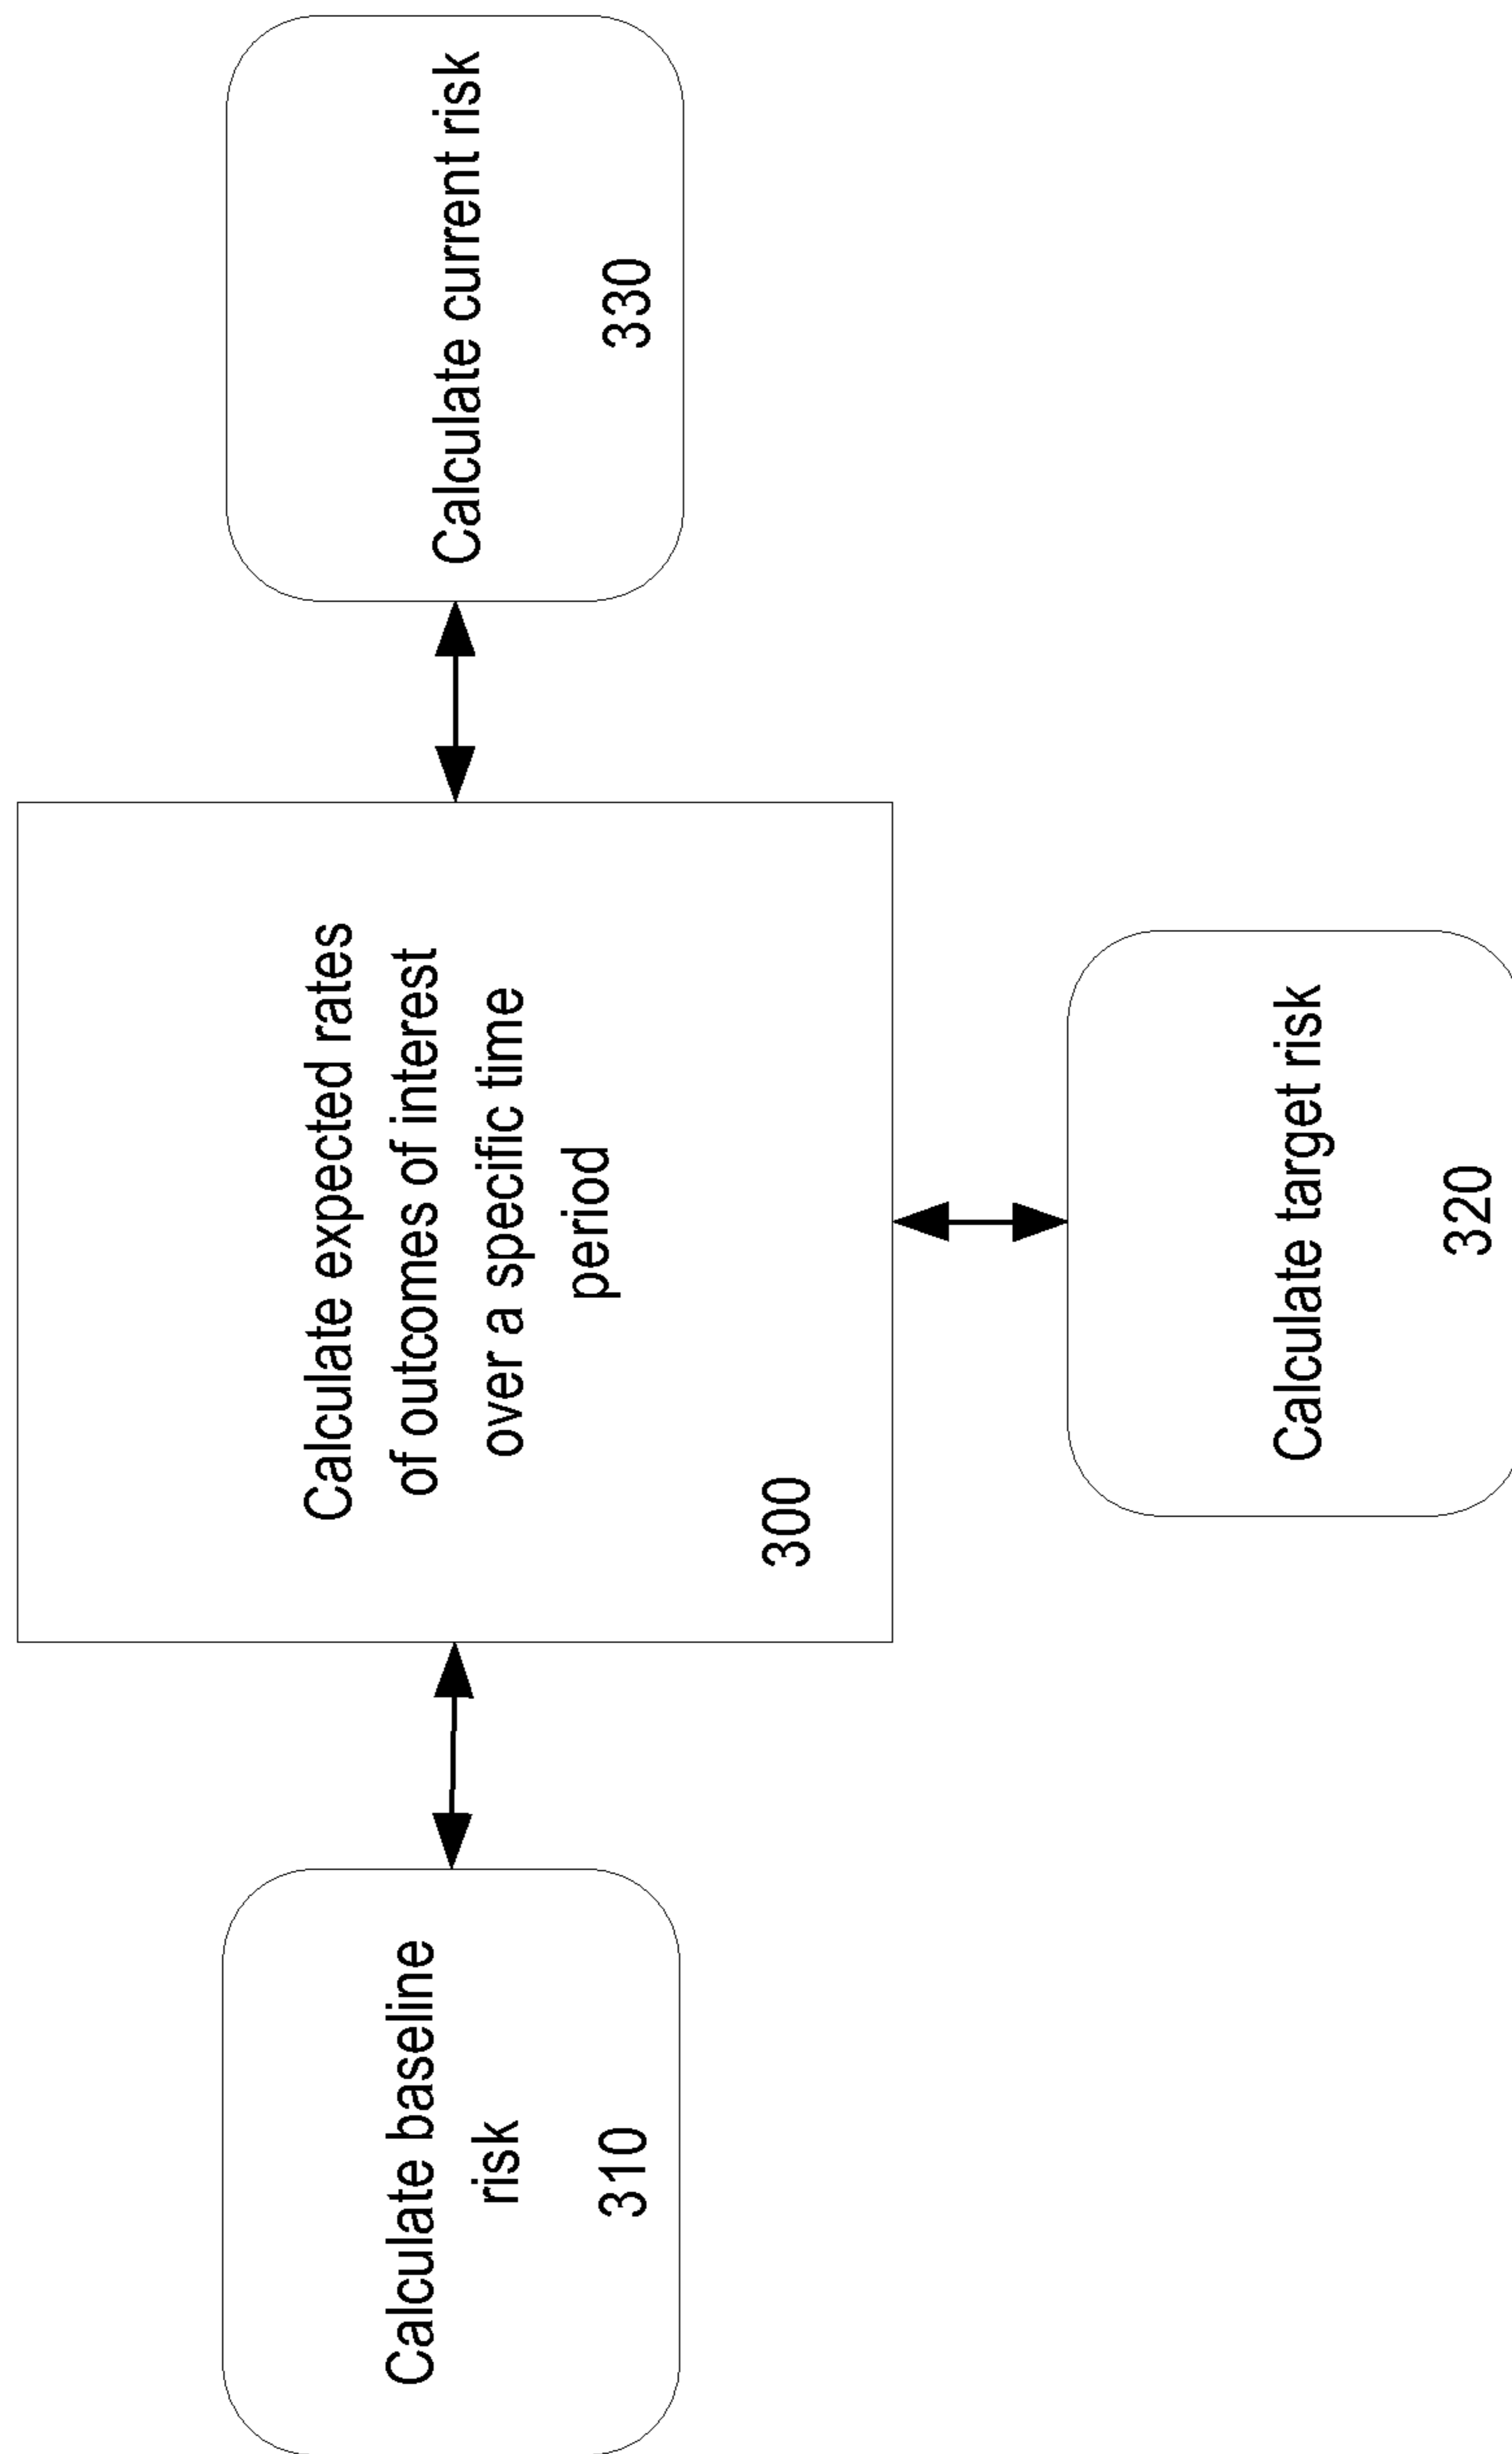 Calculate baseline
risk
310
Calculate expected rates
of outcomes of interest
over a specific time
period
300
Calculate current risk
330
Calculate target risk
320